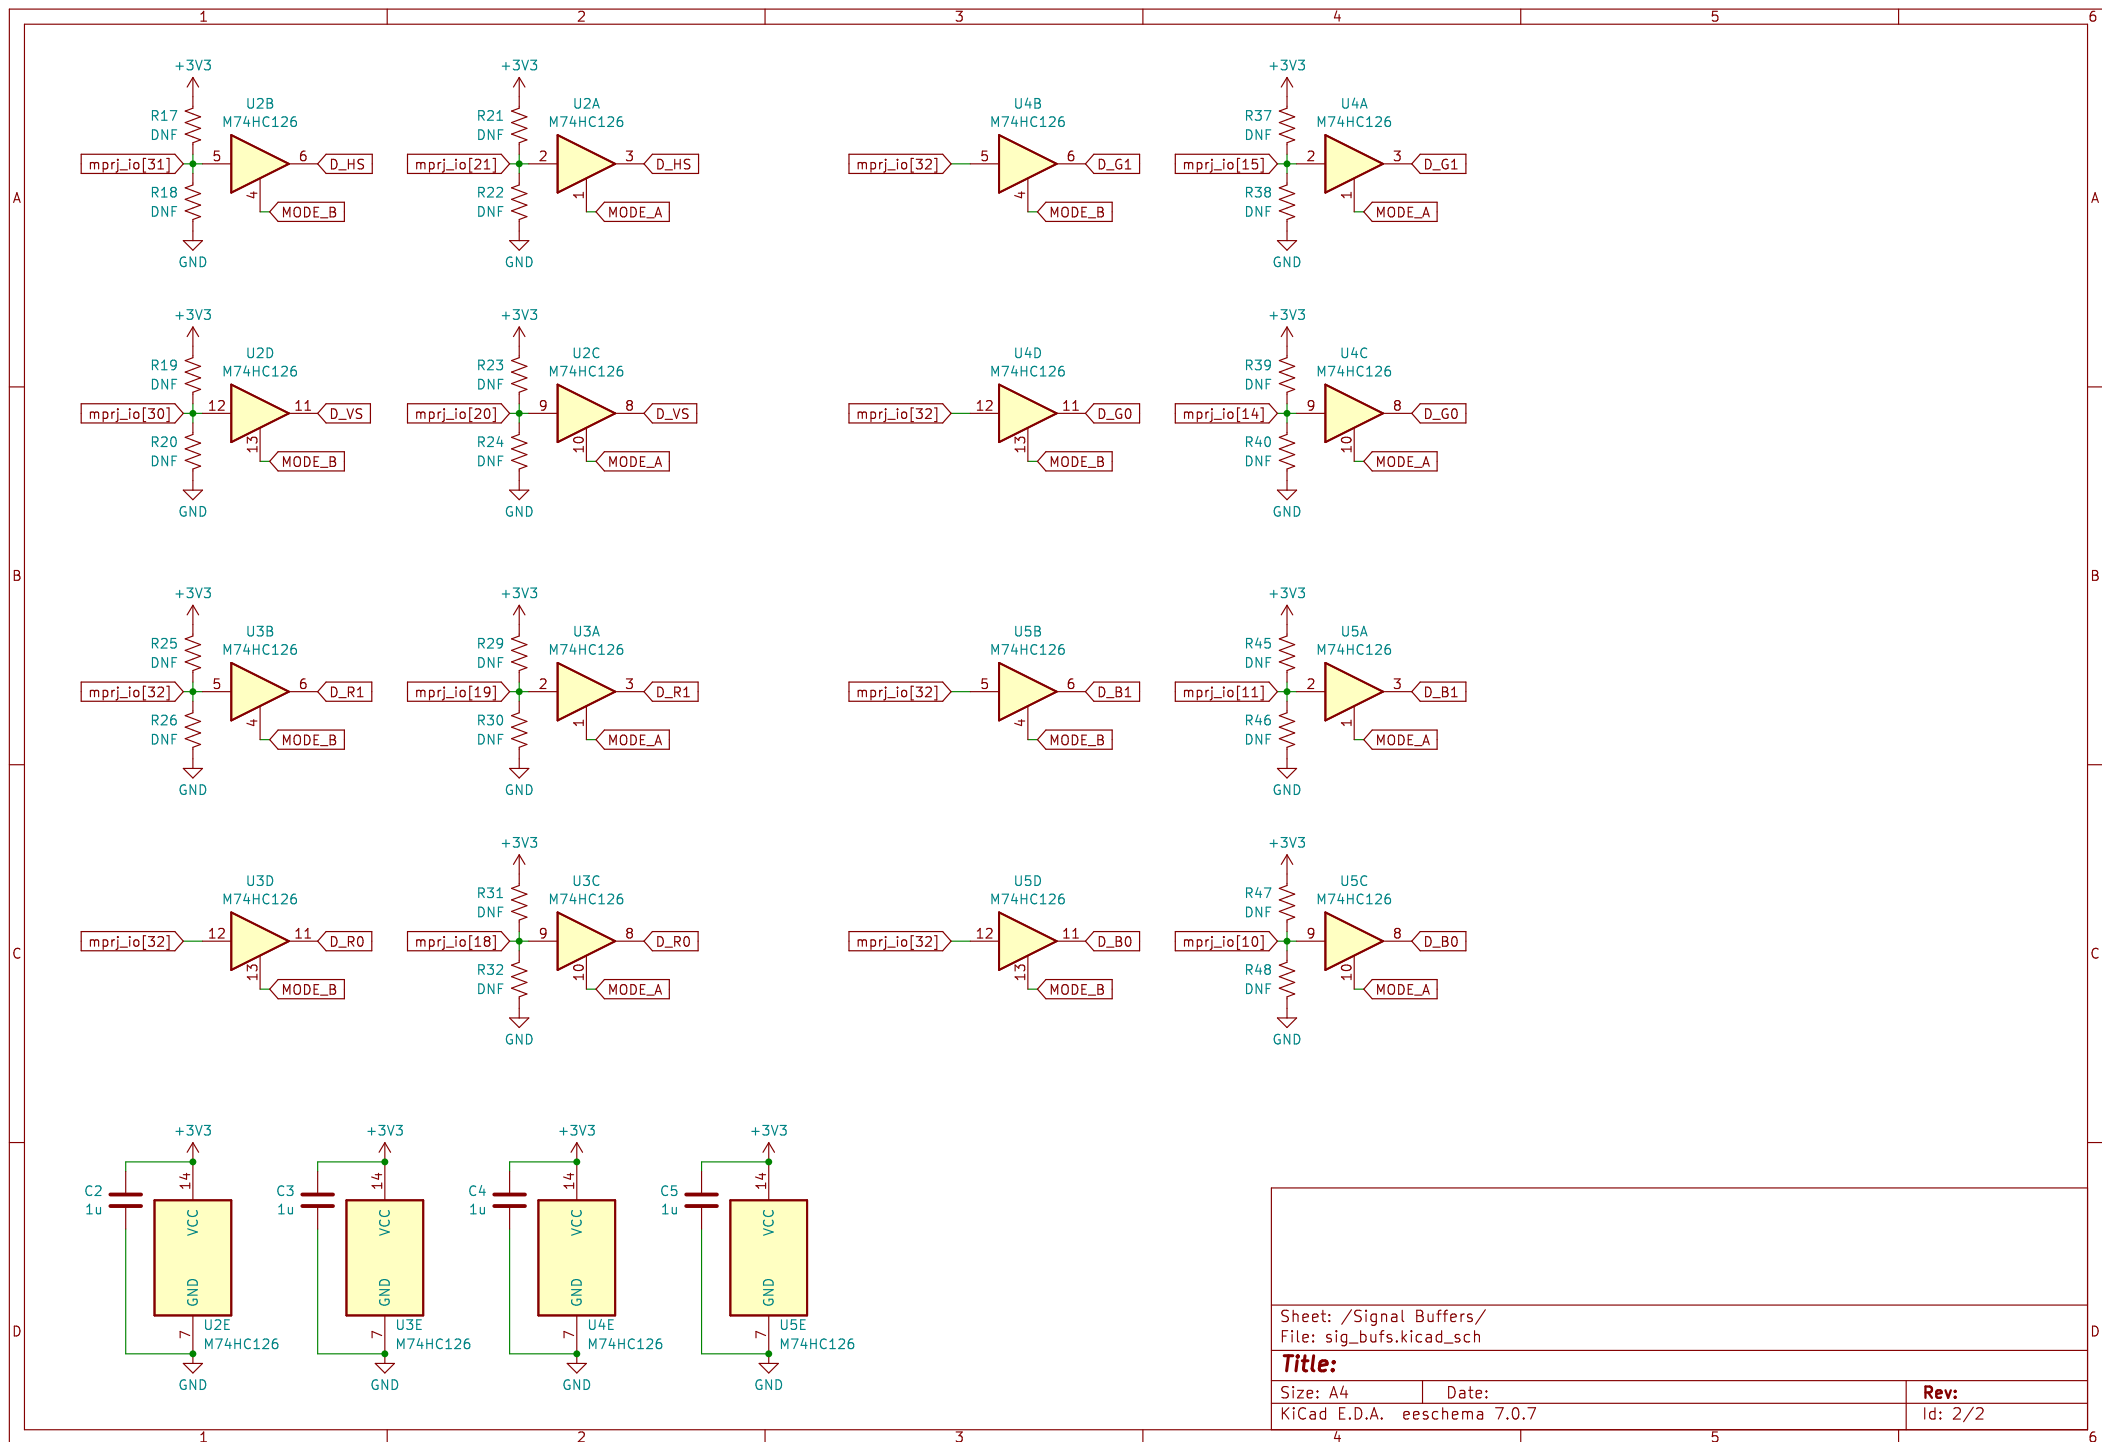 1 2 3 4 5 6
+3V3 +3V3 +3V3
U2B U2A U4B U4A
R17 M74HC126 R21 M74HC126 M74HC126 R37 M74HC126
DNF DNF DNF
mprj_io[31] 5 6 D_HS mprj_io[21] 2 3 D_HS mprj_io[32] 5 6 D_G1 mprj_io[15] 2 3 D_G1
A R18 4 R22 1 4 R38 1 A
DNF MODE_B DNF MODE_A MODE_B DNF MODE_A
GND GND GND
+3V3 +3V3 +3V3
U2D U2C U4D U4C
R19 M74HC126 R23 M74HC126 M74HC126 R39 M74HC126
DNF DNF DNF
mprj_io[30] 12 11 D_VS mprj_io[20] 9 8 D_VS mprj_io[32] 12 11 D_G0 mprj_io[14] 9 8 D_G0
R20 13 R24 10 13 R40 10
DNF MODE_B DNF MODE_A MODE_B DNF MODE_A
GND GND GND
B B
+3V3 +3V3 +3V3
U3B U3A U5B U5A
R25 M74HC126 R29 M74HC126 M74HC126 R45 M74HC126
DNF DNF DNF
mprj_io[32] 5 6 D_R1 mprj_io[19] 2 3 D_R1 mprj_io[32] 5 6 D_B1 mprj_io[11] 2 3 D_B1
R26 4 R30 1 4 R46 1
DNF MODE_B DNF MODE_A MODE_B DNF MODE_A
GND GND GND
+3V3 +3V3
U3D U3C U5D U5C
M74HC126 R31 M74HC126 M74HC126 R47 M74HC126
DNF DNF
mprj_io[32] 12 11 D_R0 mprj_io[18] 9 8 D_R0 mprj_io[32] 12 11 D_B0 mprj_io[10] 9 8 D_B0
C C
13 R32 10 13 R48 10
MODE_B DNF MODE_A MODE_B DNF MODE_A
GND GND
+3V3 +3V3 +3V3 +3V3
14 14 14 14
C2 C3 C4 C5
1u 1u 1u 1u
VCC VCC VCC VCC
GND GND GND GND
U2E U3E U4E U5E
7 7 7 7
M74HC126 M74HC126 M74HC126 M74HC126
GND GND GND GND
Sheet: /Signal Buffers/
D File: sig_bufs.kicad_sch D
Title:
Size: A4 Date: Rev:
KiCad E.D.A. eeschema 7.0.7 Id: 2/2
1 2 3 4 5 6